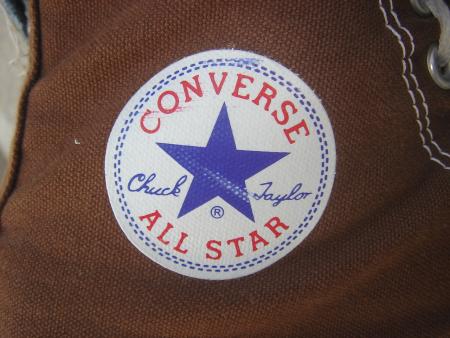 CONVERSE
Chuck Taylor
®
ALL STAR